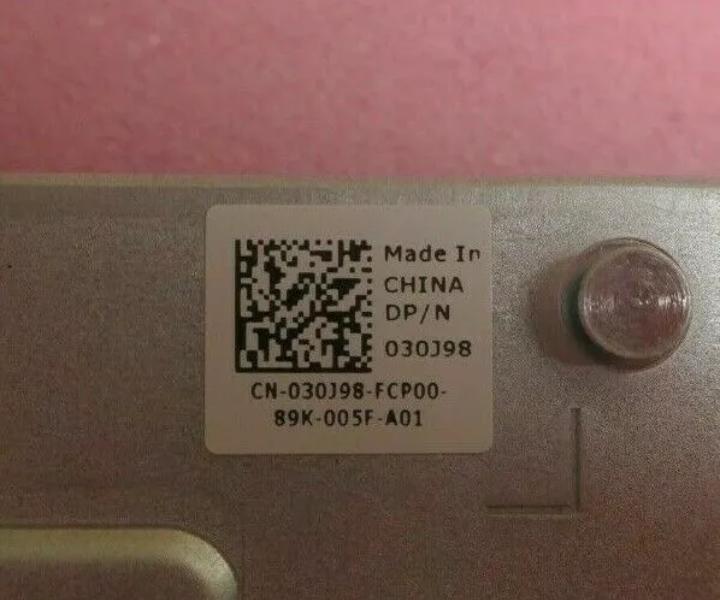 Made In
CHINA
DP/N
030J98
CN-030J98-FCP00-
89K-005F-A01